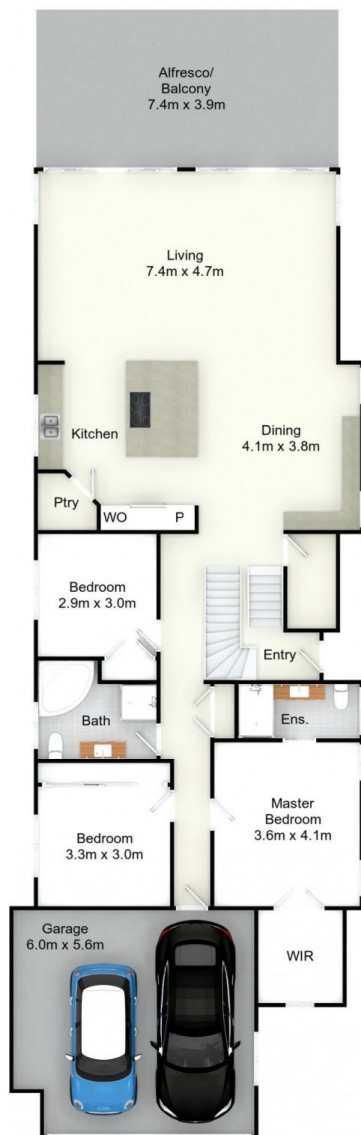 Alfresco/
Balcony
7.4m x 3.9m
Living
7.4m x 4.7m
Kitchen
Dining
4.1m x 3.8m
Ptry
WO
P
Bedroom
2.9m x 3.0m
Entry
Bath
Ens.
Bedroom
3.3m x 3.0m
Master
Bedroom
3.6m x 4.1m
Garage
6.0m x 5.6m
WIR